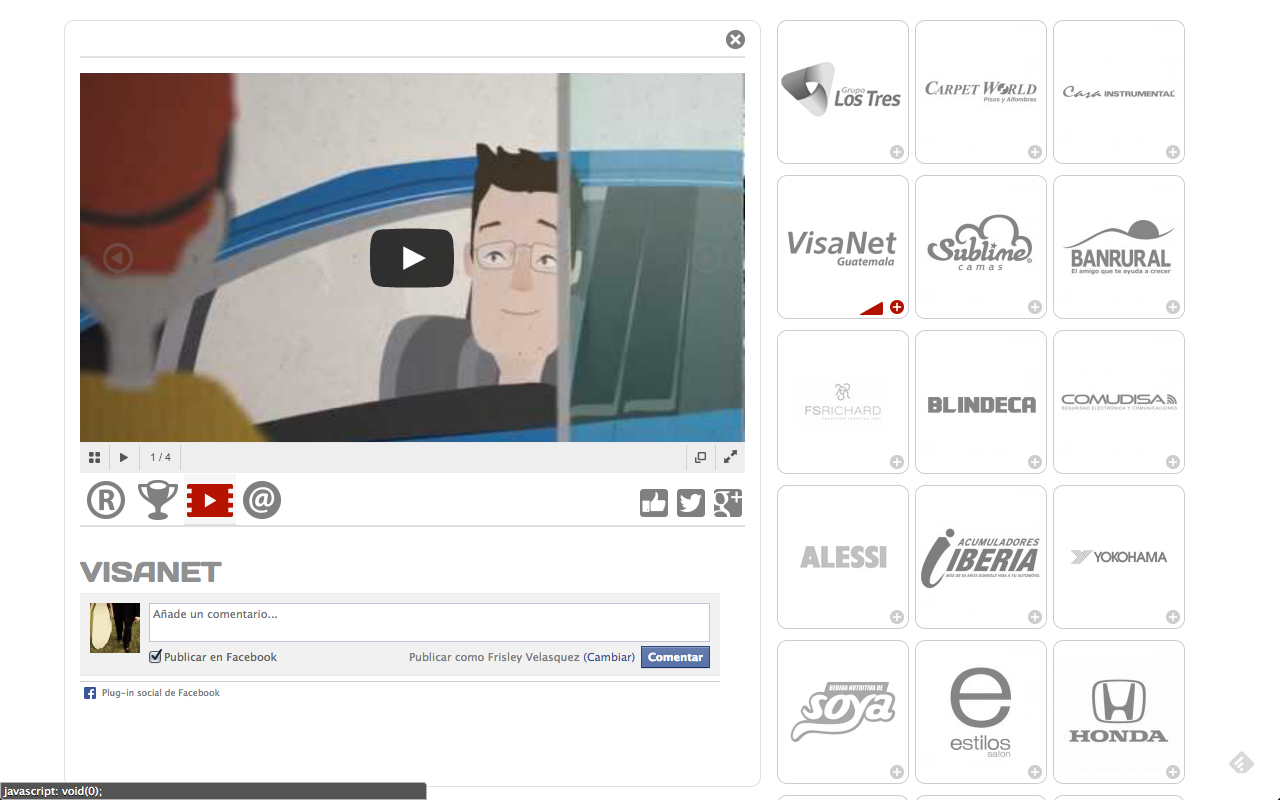 1 / 4
R
@
g+
VISANET
Añade un comentario...
Publicar en Facebook
Publicar como Frisley Velasquez (Cambiar)
Comentar
Plug-in social de Facebook
javascript: void(0);
Grupo
Los Tres
CARPET WORLD
Pisos y Alfombras
Casa INSTRUMENTAL
VisaNet
Guatemala
Sublime
camas
BANRURAL
El amigo que te ayuda a crecer
FSRICHARD
BLINDECA
COMUDISA
SEGURIDAD ELECTRÓNICA Y COMUNICACIONES
ALESSI
ACUMULADORES
IBERIA
YOKOHAMA
BEBIDA NUTRITIVA DE
soya
e
estilos
salon
HONDA